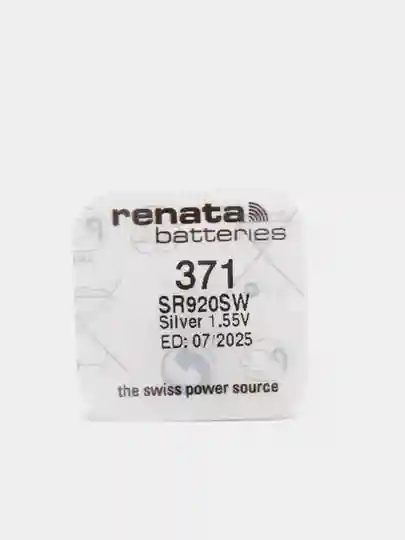 renata
batteries
371
SR920SW
Silver 1.55V
ED: 07/2025
the swiss power source